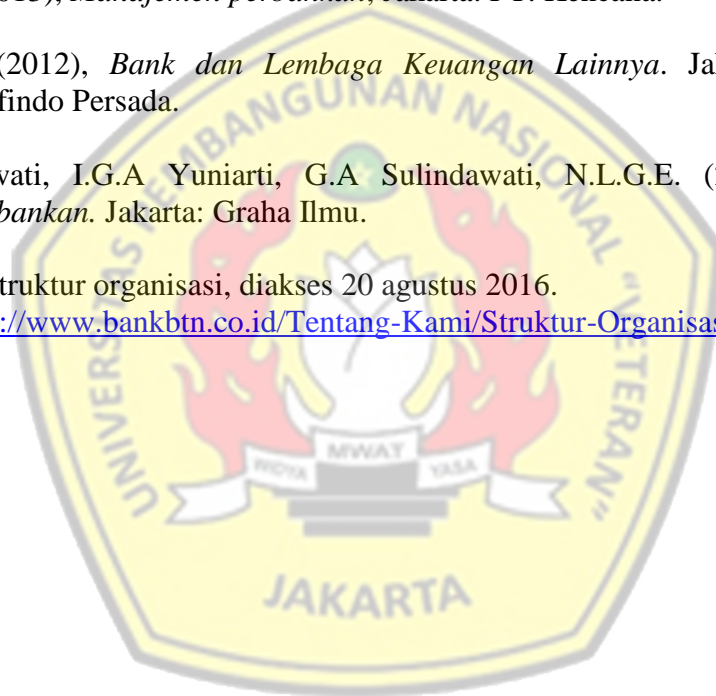 Manajemen perbankan, Jakarta: PT. Kencana.
(2012), Bank dan Lembaga Keuangan Lainnya. Jal
findo Persada.
wati, I.G.A Yuniarti, G.A Sulindawati, N.L.G.E. (
bankan. Jakarta: Graha Ilmu.
truktur organisasi, diakses 20 agustus 2016.
://www.bankbtn.co.id/Tentang-Kami/Struktur-Organisas
UNIVERSITAS PEMBANGUNAN NASIONAL "VETERAN"
WIDYA MWAT YASA
JAKARTA